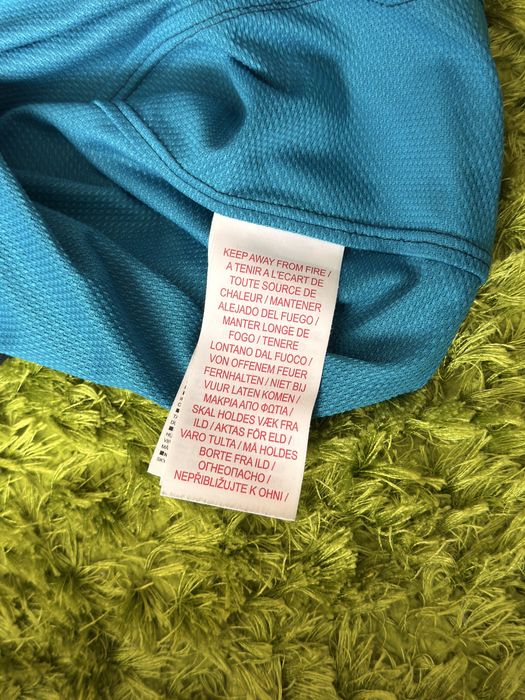 KEEP AWAY FROM FIRE /
A TENIR A L'ECART DE
TOUTE SOURCE DE
CHALEUR / MANTENER
ALEJADO DEL FUEGO /
MANTER LONGE DE
FOGO / TENERE
LONTANO DAL FUOCO /
VON OFFENEM FEUER
FERNHALTEN / NIET BIJ
VUUR LATEN KOMEN /
ΜΑΚΡΙΑ ΑΠΟ ΦΩΤΙΑ /
SKAL HOLDES VÆK FRA
ILD / AKTAS FÖR ELD /
VARO TULTA / MÅ HOLDES
BORTE FRA ILD /
ОГНЕОПАСНО /
NEPŘIBLIŽUJTE K OHNI /